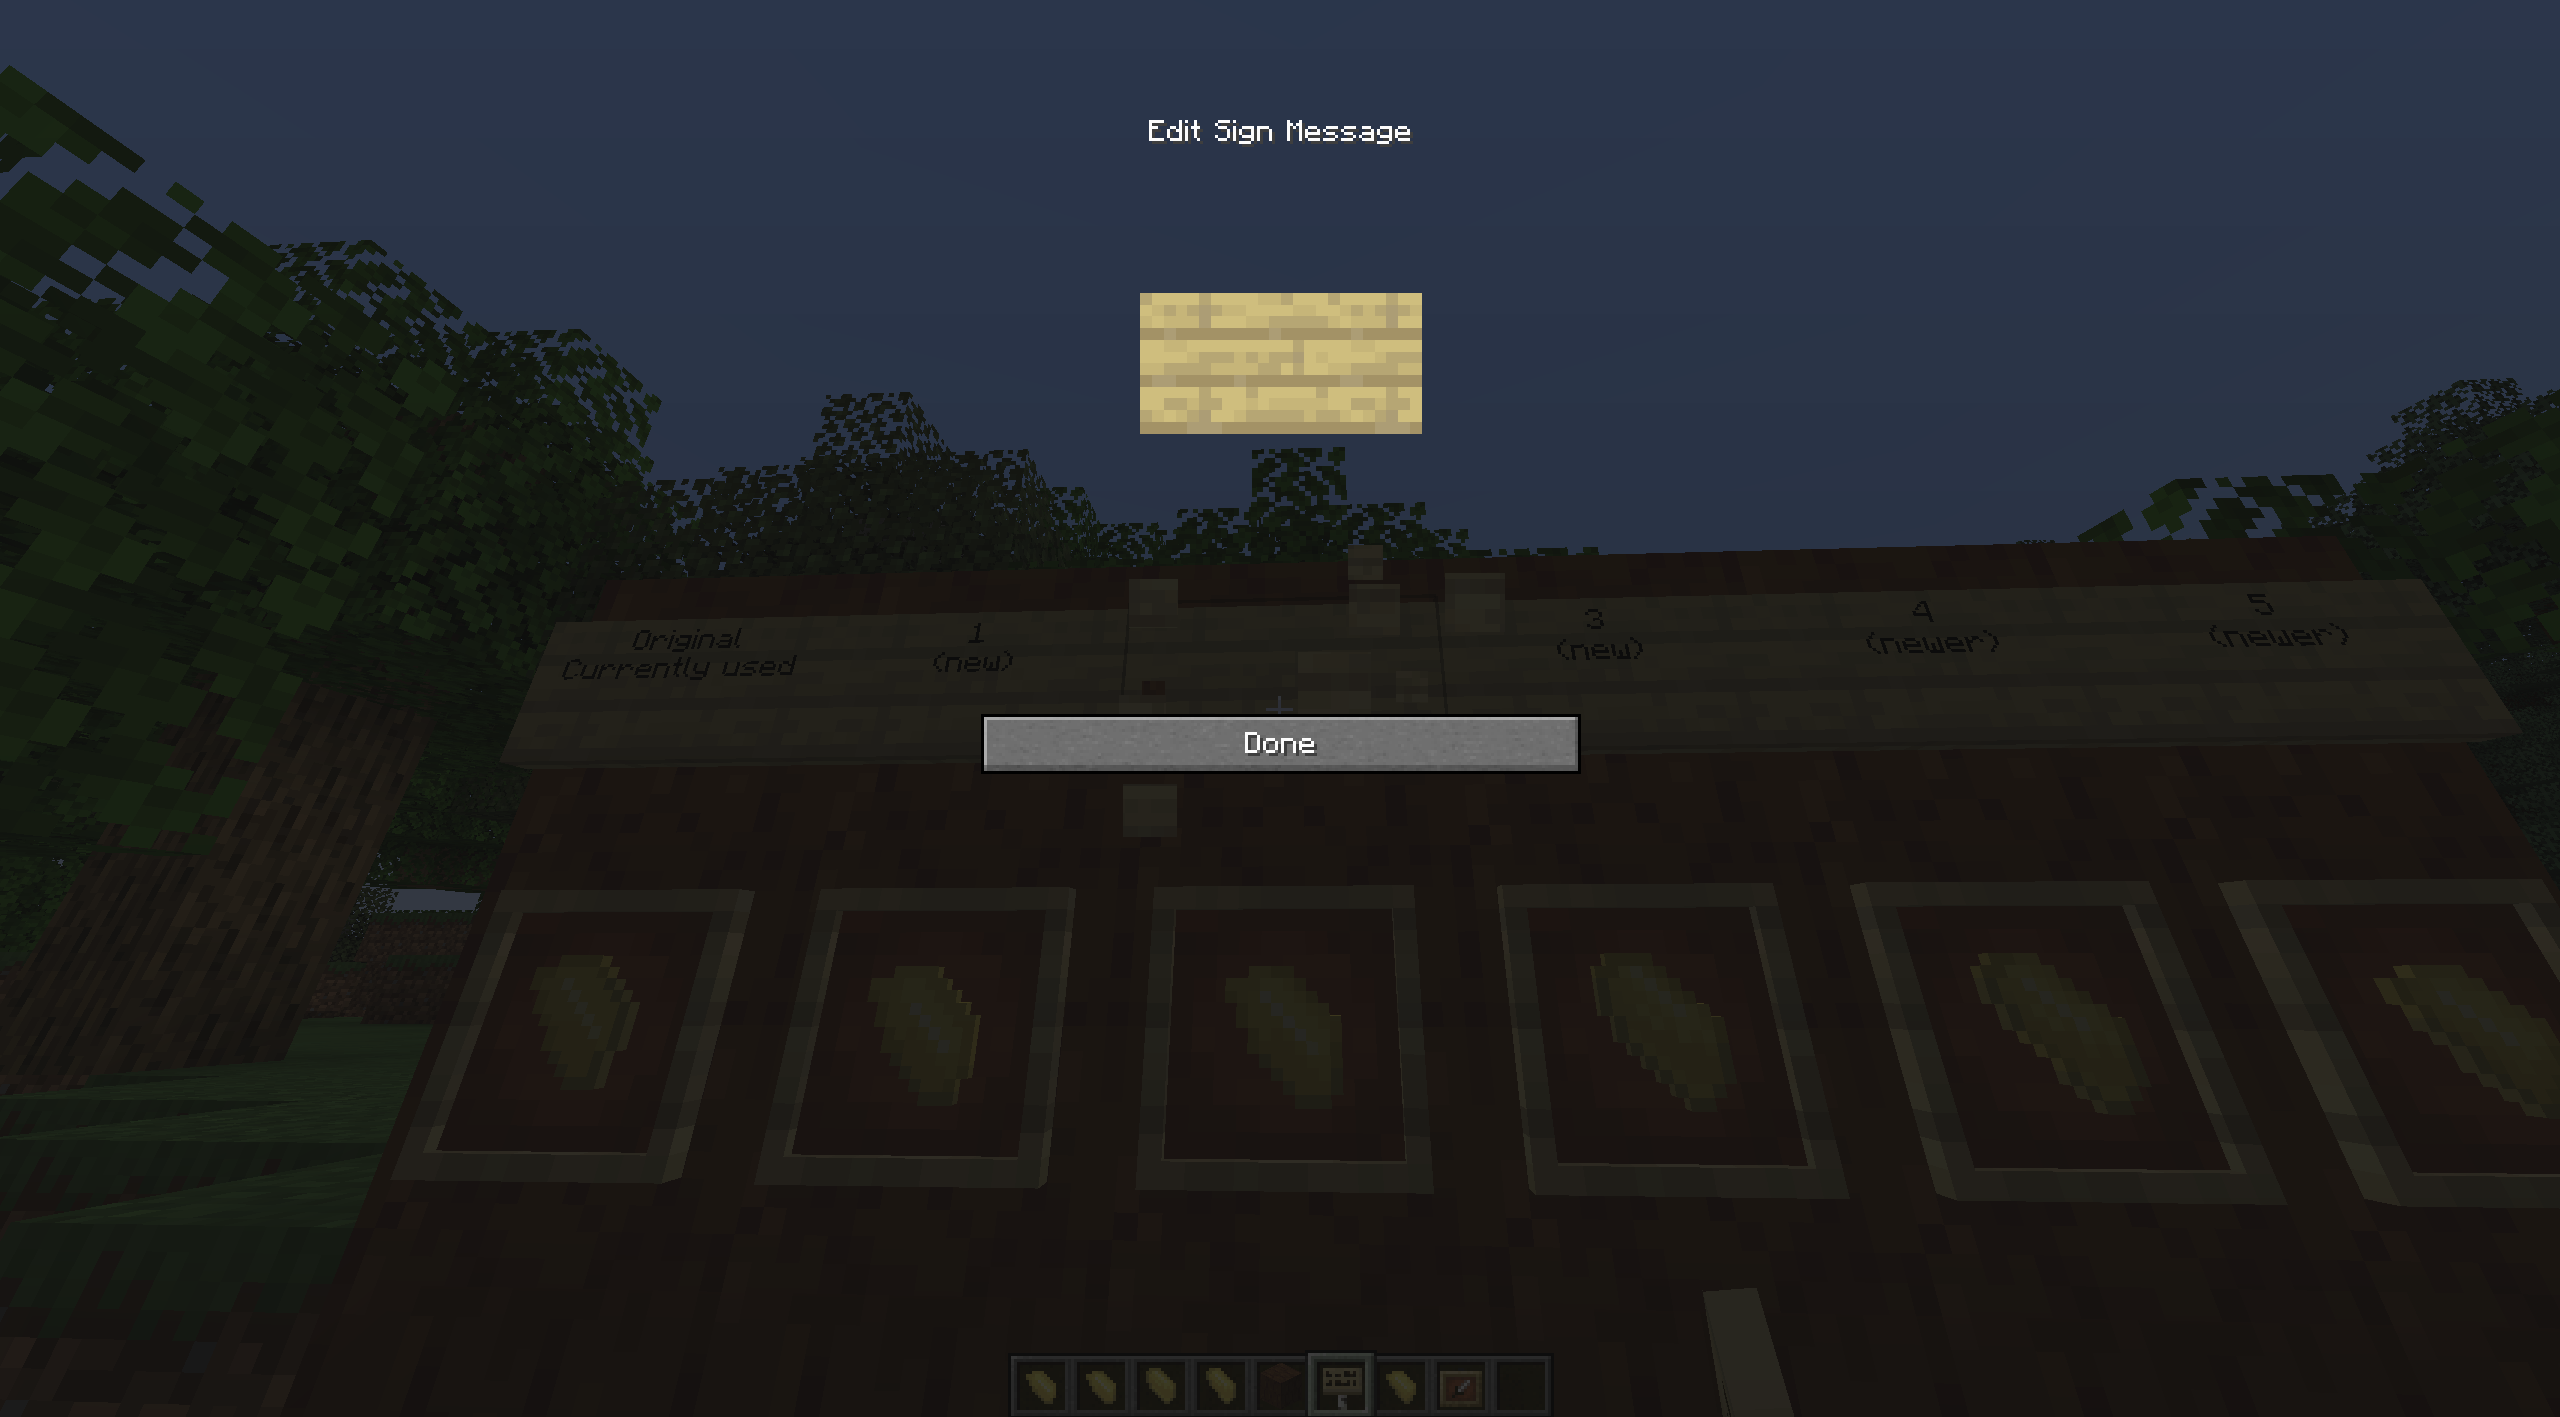 Edit Sign Message
Original
Currently used
1
(new)
3
(new)
4
(newer)
5
(newer)
Done